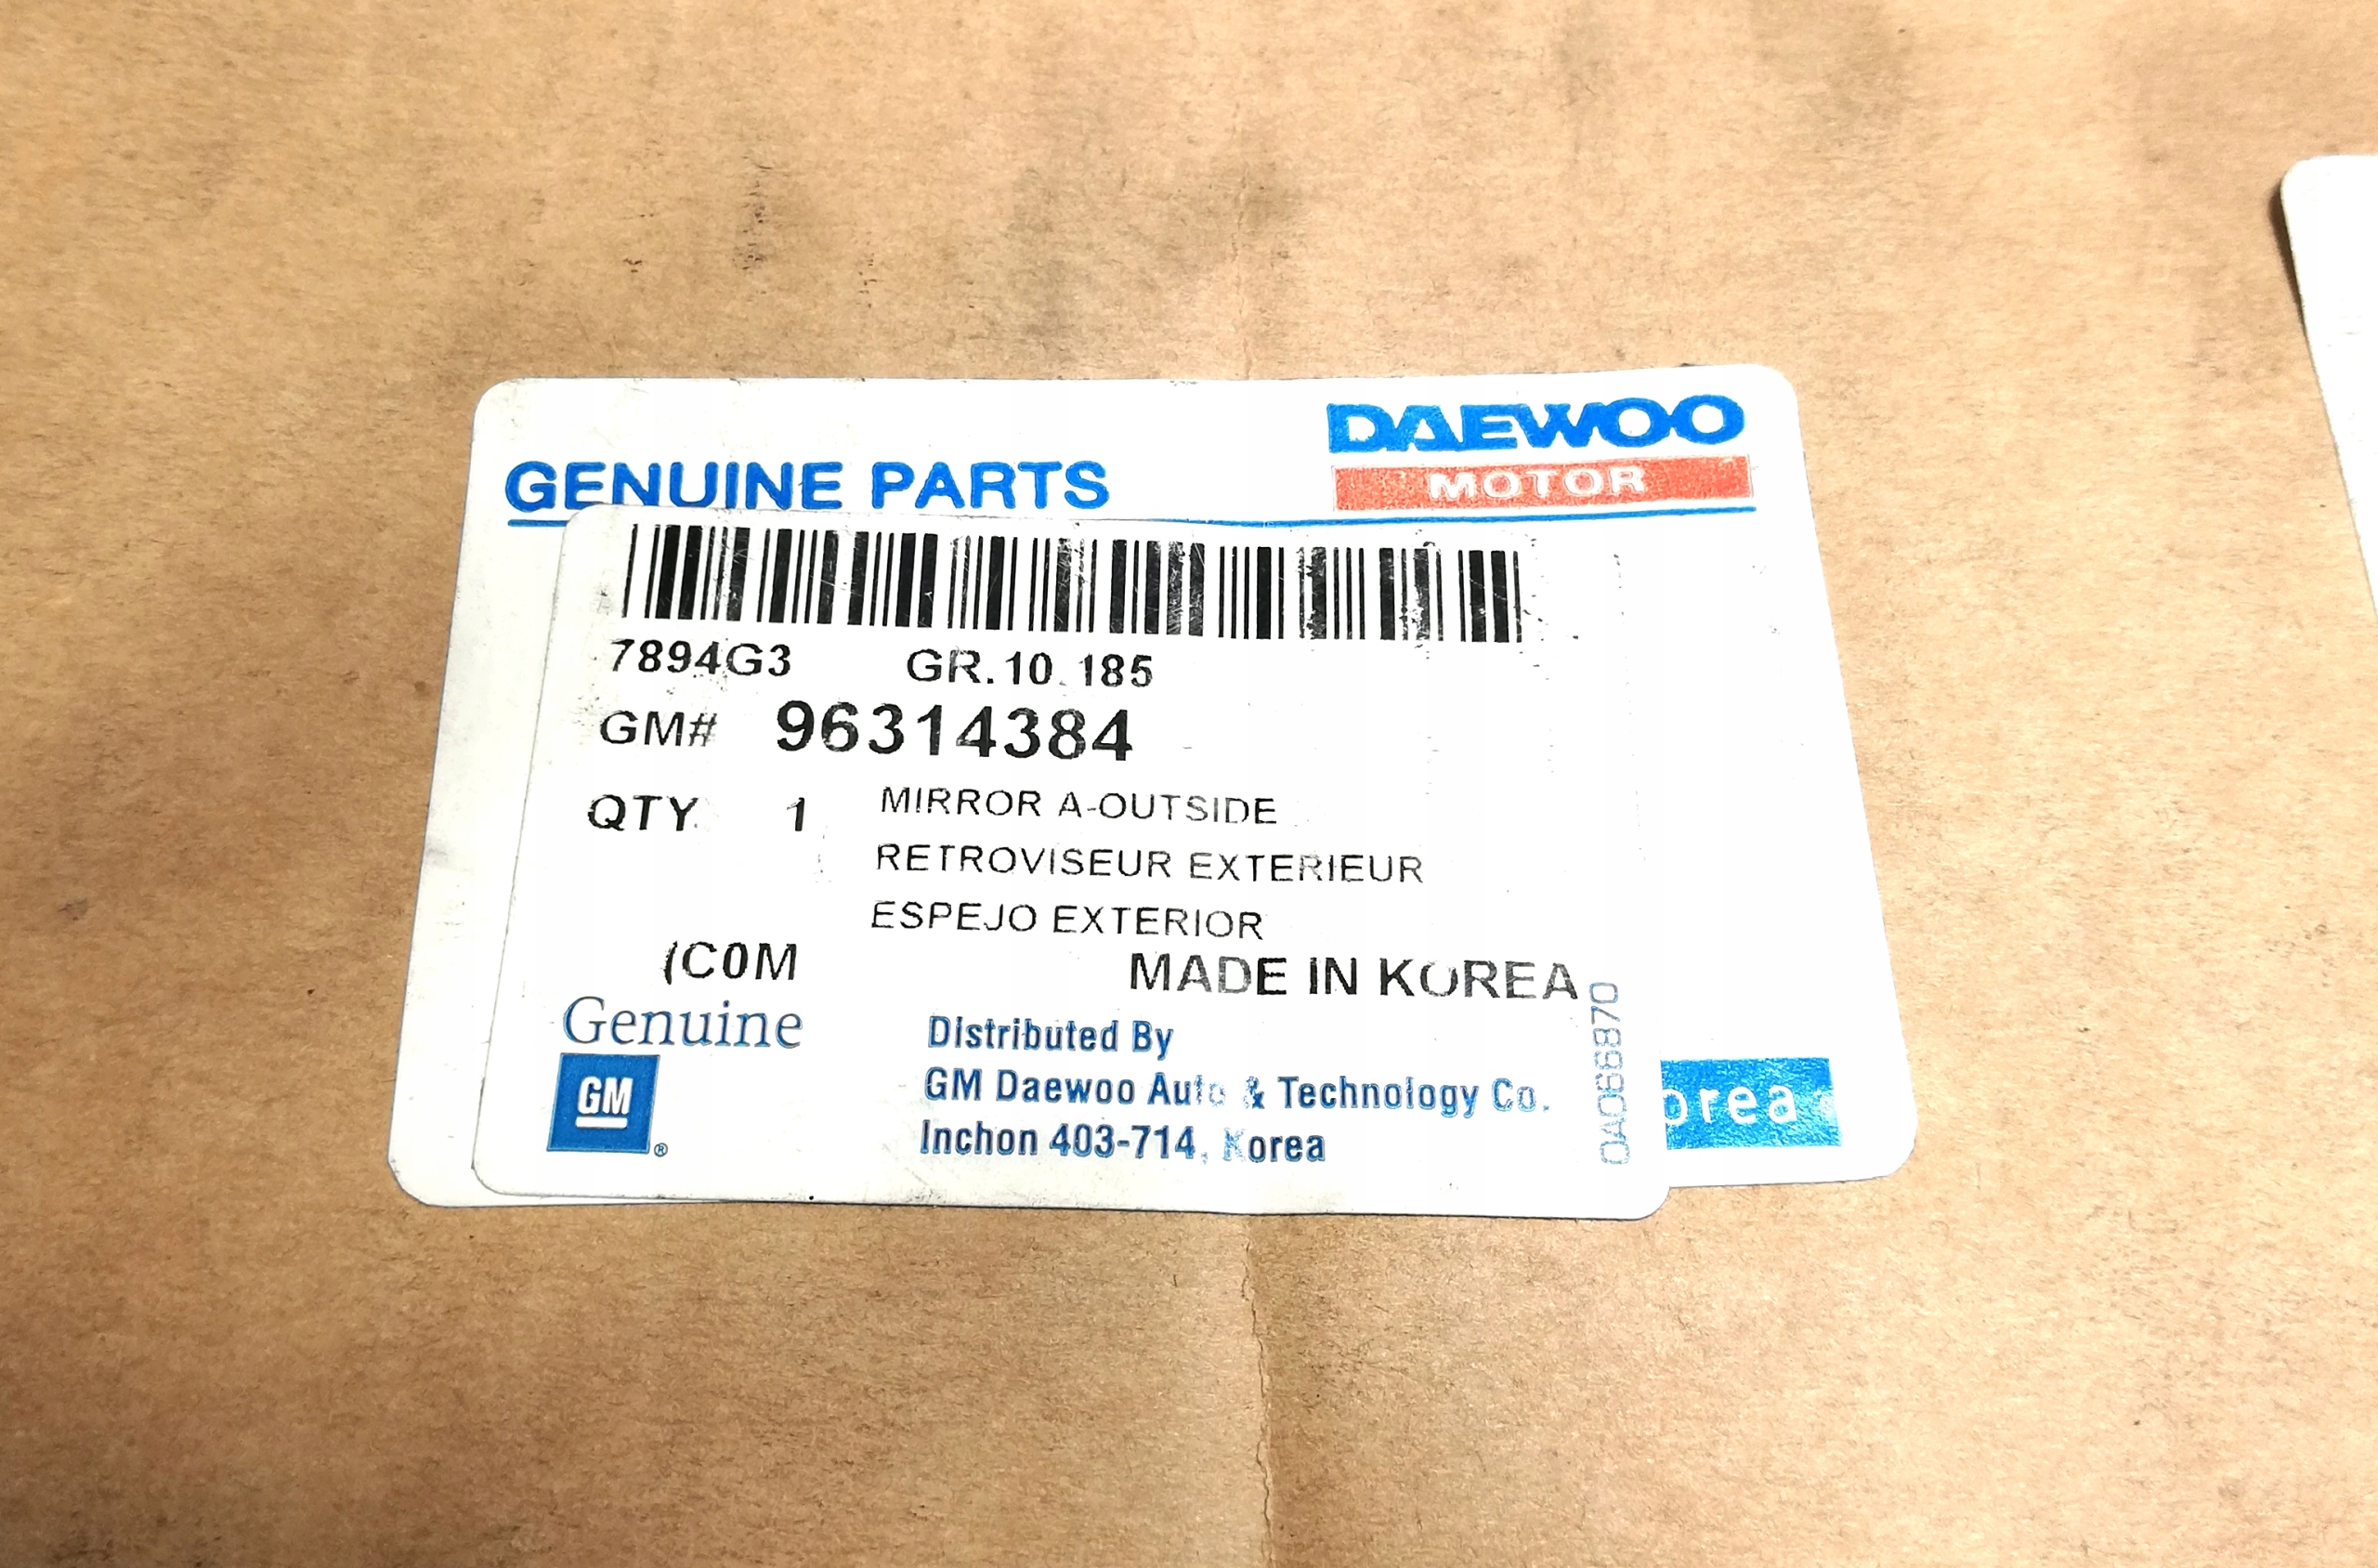 DAEWOO
MOTOR
GENUINE PARTS
7894G3 GR.10.185
GM# 96314384
QTY. 1 MIRROR A-OUTSIDE
RETROVISEUR EXTERIEUR
ESPEJO EXTERIOR
(C0M MADE IN KOREA
Genuine
GM
®
Distributed By
GM Daewoo Auto & Technology Co.
Inchon 403-714, Korea
0A066870
orea